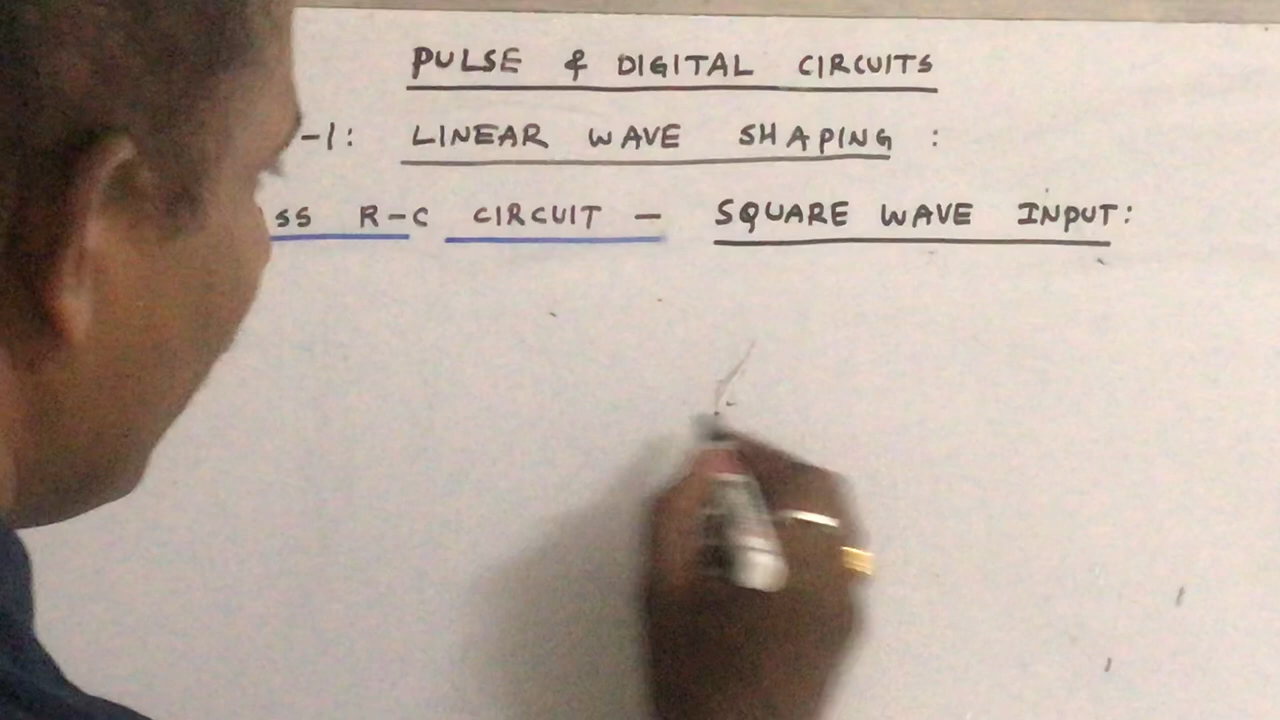 PULSE & DIGITAL CIRCUITS
-1: LINEAR WAVE SHAPING :
SS R-C CIRCUIT - SQUARE WAVE INPUT: